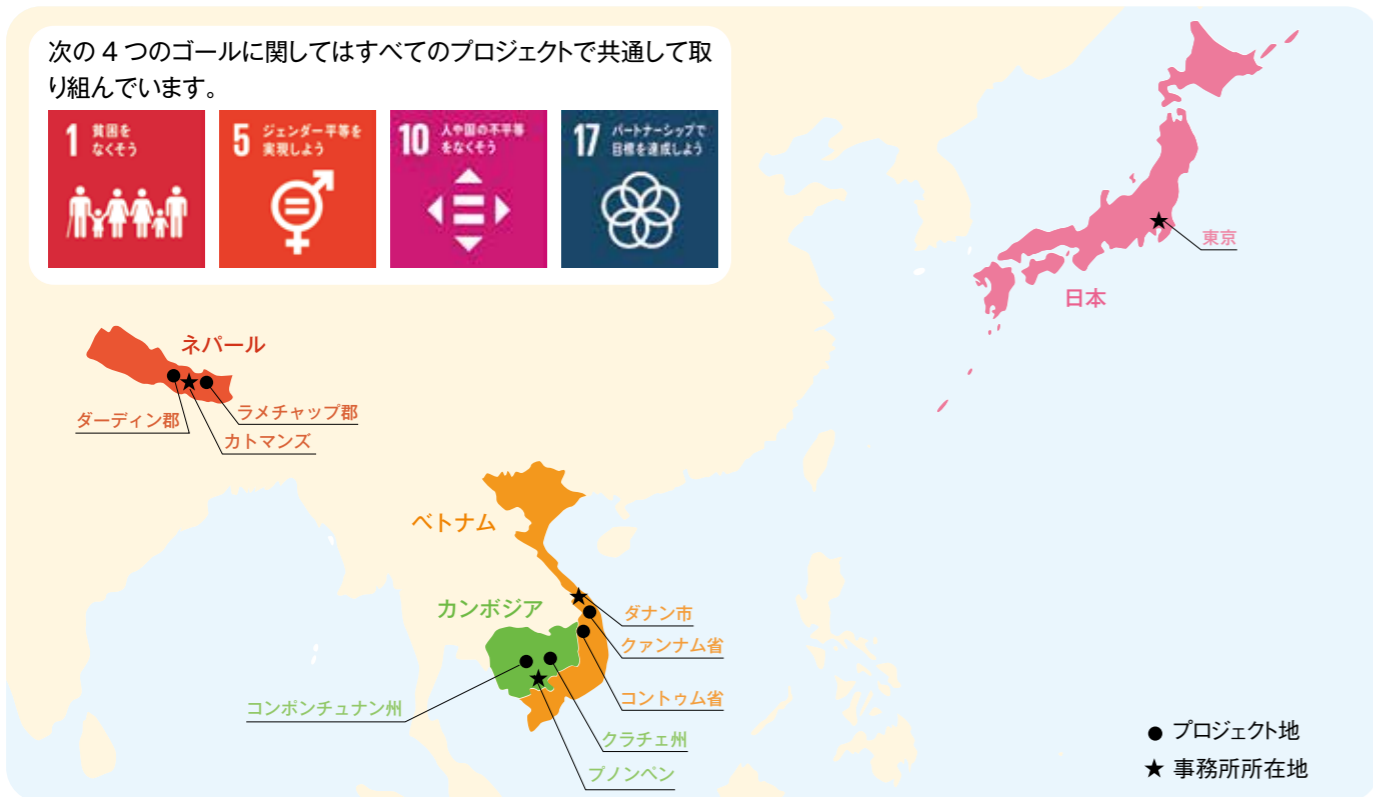 次の 4 つのゴールに関してはすべてのプロジェクトで共通して取
り組んでいます。
1 貧困を
なくそう
5 ジェンダー平等を
実現しよう
10 人や国の不平等
をなくそう
17 パートナーシップで
目標を達成しよう
東京
日本
ネパール
ダーディン郡
ラメチャップ郡
カトマンズ
ベトナム
カンボジア
ダナン市
クァンナム省
コントゥム省
コンポンチュナン州
クラチェ州
プノンペン
● プロジェクト地
★ 事務所所在地